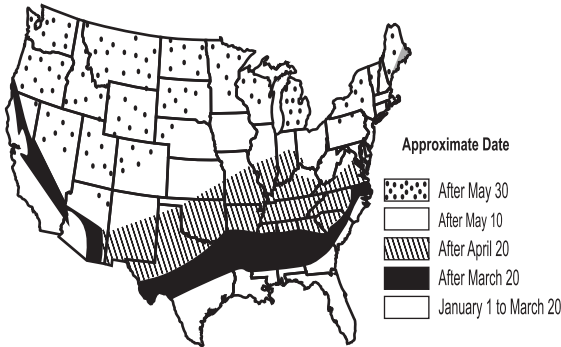 Approximate Date
After May 30
After May 10
After April 20
After March 20
January 1 to March 20